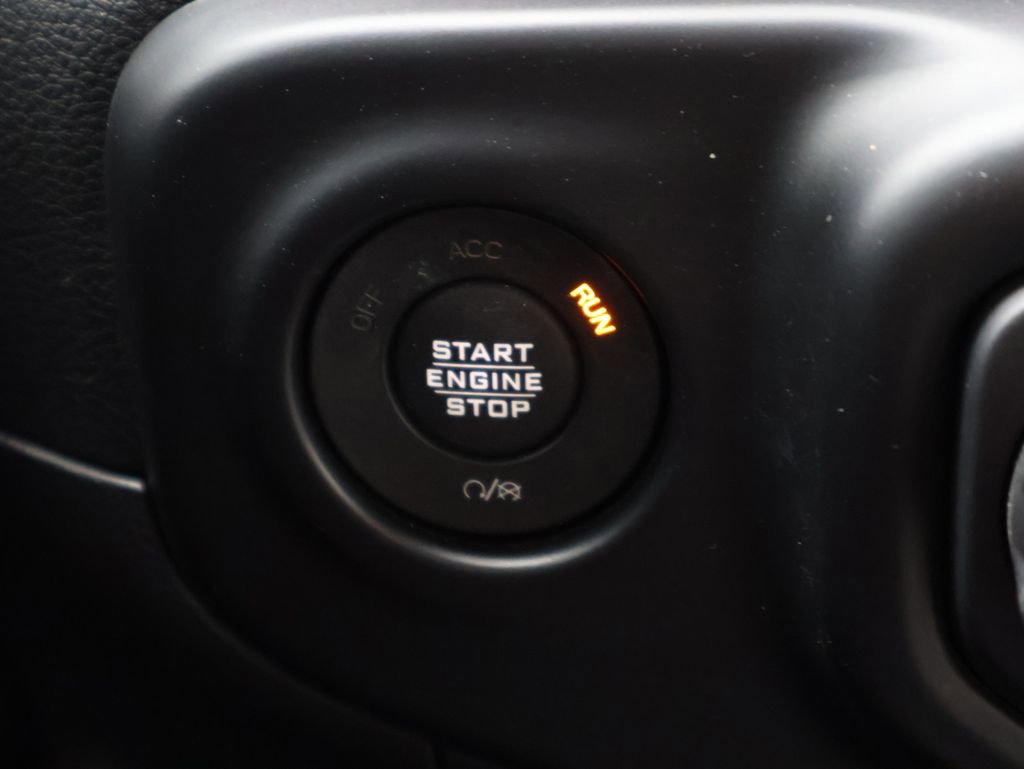 ACC
OFF
RUN
START
ENGINE
STOP